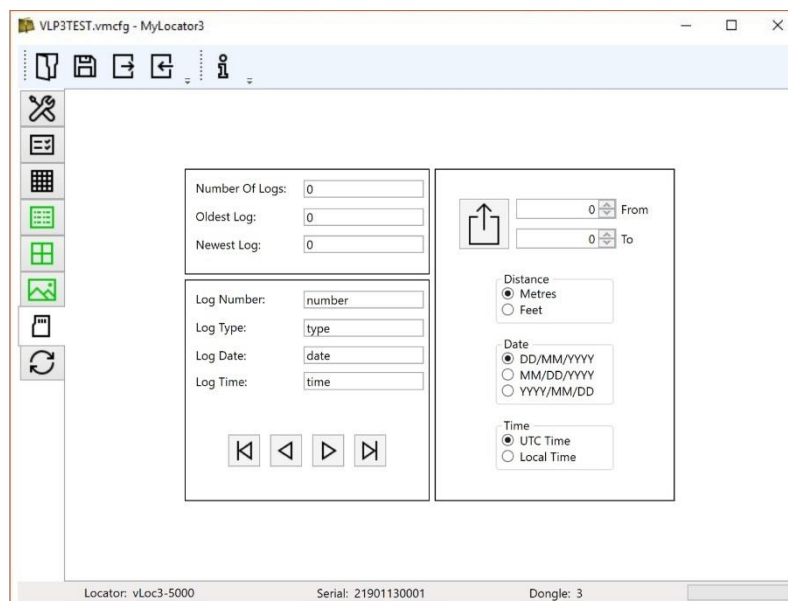 VLP3TEST.vmcfg - MyLocator3
Number Of Logs: 0
Oldest Log: 0
Newest Log: 0
Log Number: number
Log Type: type
Log Date: date
Log Time: time
0 From
0 To
Distance
Metres
Feet
Date
DD/MM/YYYY
MM/DD/YYYY
YYYY/MM/DD
Time
UTC Time
Local Time
Locator: vLoc3-5000 Serial: 21901130001 Dongle: 3